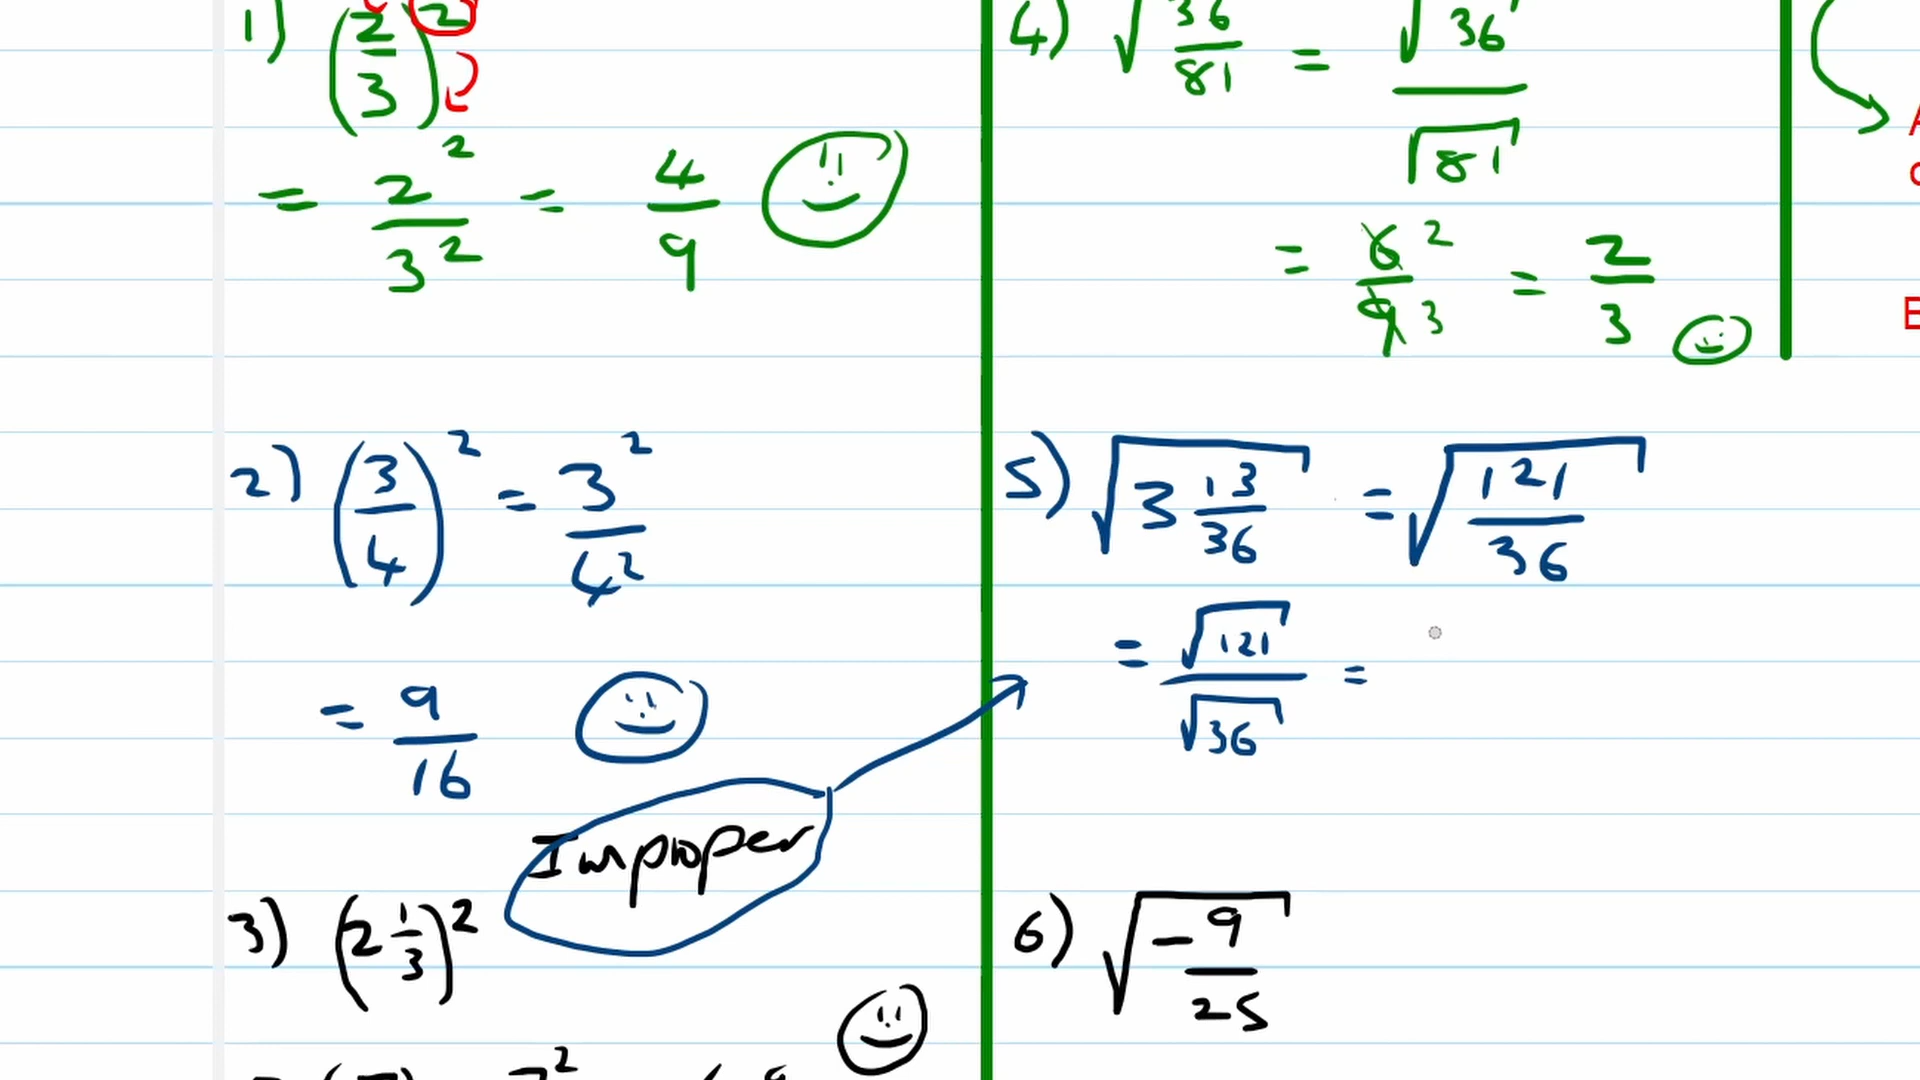 1) (2/3)^2
= 2^2/3^2 = 4/9
2) (3/4)^2 = 3^2/4^2
= 9/16
Improper
3) (2 1/3)^2
4) √(36/81) = √36/√81
= 6/9 2 3 = 2/3
5) √(3 13/36) = √(121/36)
= √121/√36 =
6) √(-9/25)